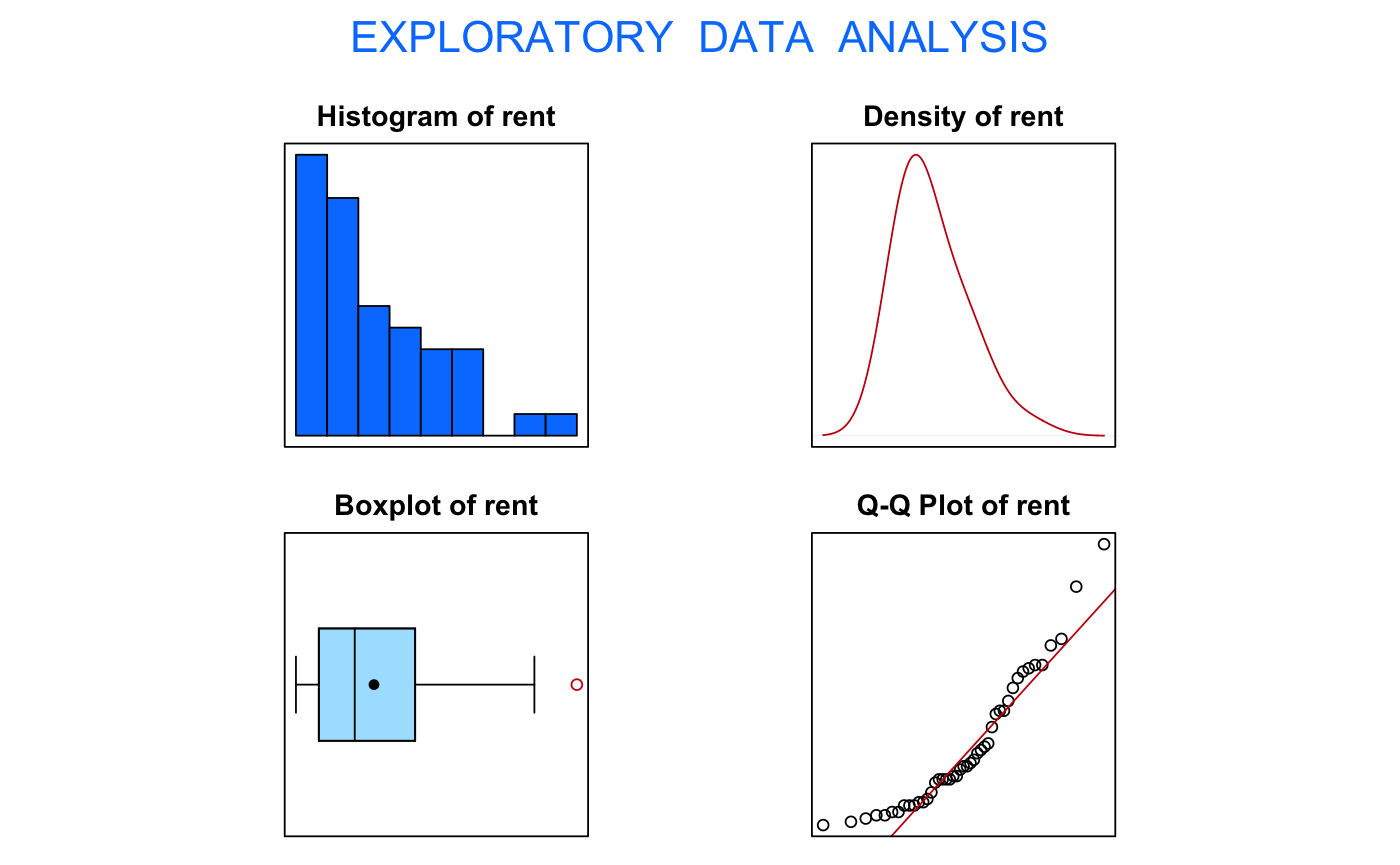 EXPLORATORY DATA ANALYSIS
Histogram of rent
Density of rent
Boxplot of rent
Q-Q Plot of rent